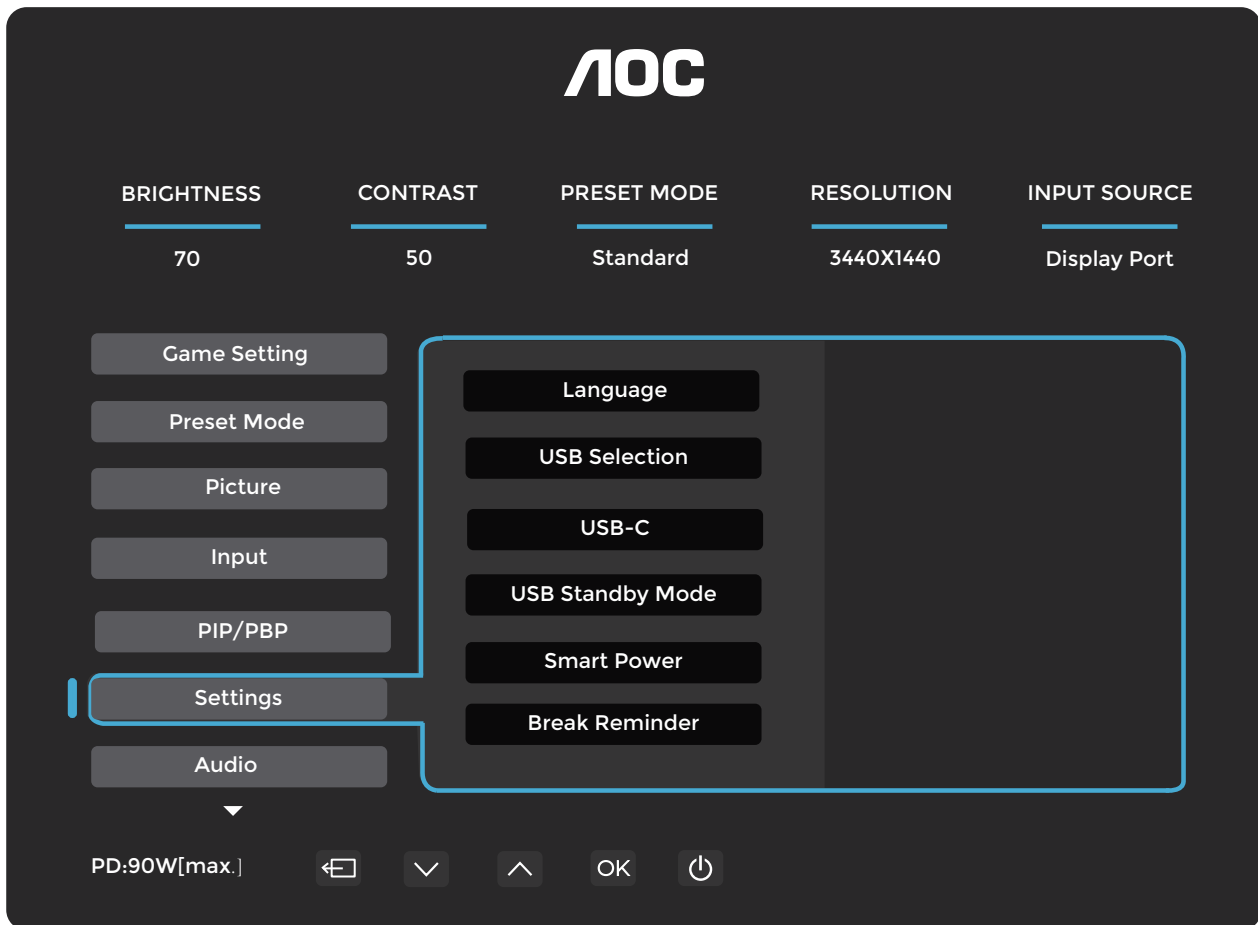 AOC
BRIGHTNESS CONTRAST PRESET MODE RESOLUTION INPUT SOURCE
70 50 Standard 3440X1440 Display Port
Game Setting
Preset Mode
Picture
Input
PIP/PBP
Settings
Audio
Language
USB Selection
USB-C
USB Standby Mode
Smart Power
Break Reminder
PD:90W[max.] OK